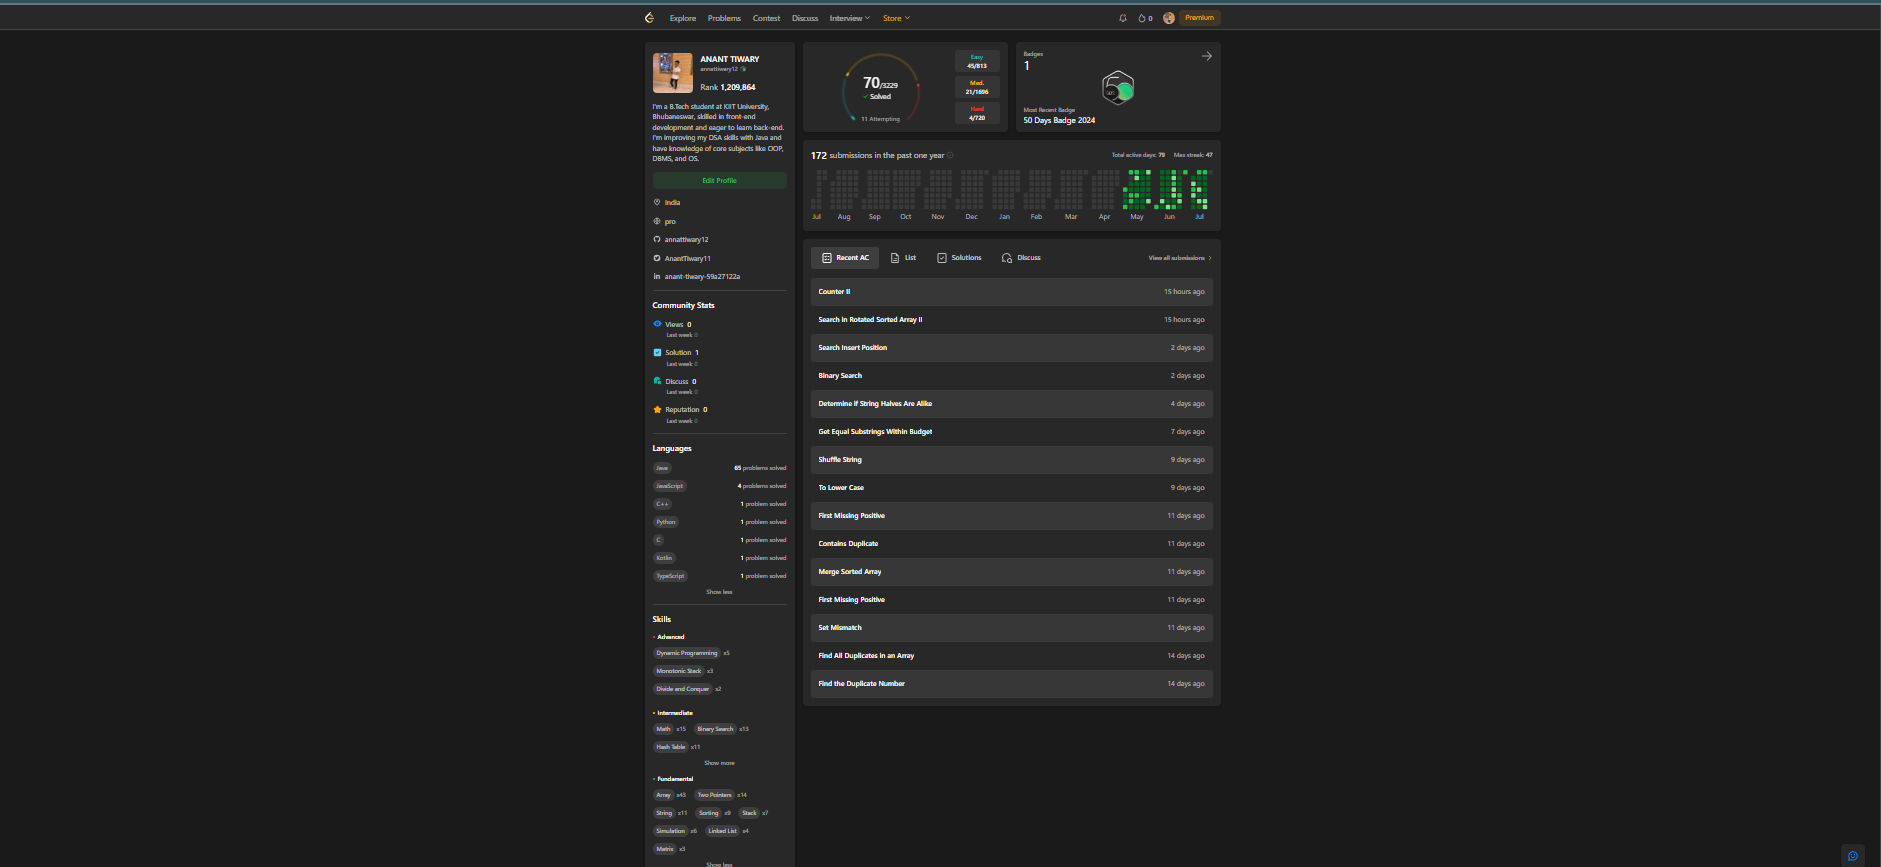 Explore Problems Contest Discuss Interview Store
0 Premium
ANANT TIWARY
annattiwary12
Rank 1,209,864
I'm a B.Tech student at KIIT University,
Bhubaneswar, skilled in front-end
development and eager to learn back-end.
I'm improving my DSA skills with Java and
have knowledge of core subjects like OOP,
DBMS, and OS.
Edit Profile
India
pro
annattiwary12
AnantTiwary11
anant-tiwary-59a27122a
Community Stats
Views 0
Last week 0
Solution 1
Last week 0
Discuss 0
Last week 0
Reputation 0
Last week 0
Languages
Java 65 problems solved
JavaScript 4 problems solved
C++ 1 problem solved
Python 1 problem solved
C 1 problem solved
Kotlin 1 problem solved
TypeScript 1 problem solved
Show less
Skills
Advanced
Dynamic Programming x5
Monotonic Stack x3
Divide and Conquer x2
Intermediate
Math x15 Binary Search x13
Hash Table x11
Show more
Fundamental
Array x43 Two Pointers x14
String x11 Sorting x9 Stack x7
Simulation x6 Linked List x4
Matrix x3
Show less
70/3229
Solved
11 Attempting
Easy
45/813
Med.
21/1696
Hard
4/720
Badges
1
Most Recent Badge
50 Days Badge 2024
172 submissions in the past one year
Total active days: 79 Max streak: 47
Jul Aug Sep Oct Nov Dec Jan Feb Mar Apr May Jun Jul
Recent AC List Solutions Discuss View all submissions
Counter II 15 hours ago
Search in Rotated Sorted Array II 15 hours ago
Search Insert Position 2 days ago
Binary Search 2 days ago
Determine if String Halves Are Alike 4 days ago
Get Equal Substrings Within Budget 7 days ago
Shuffle String 9 days ago
To Lower Case 9 days ago
First Missing Positive 11 days ago
Contains Duplicate 11 days ago
Merge Sorted Array 11 days ago
First Missing Positive 11 days ago
Set Mismatch 11 days ago
Find All Duplicates in an Array 14 days ago
Find the Duplicate Number 14 days ago